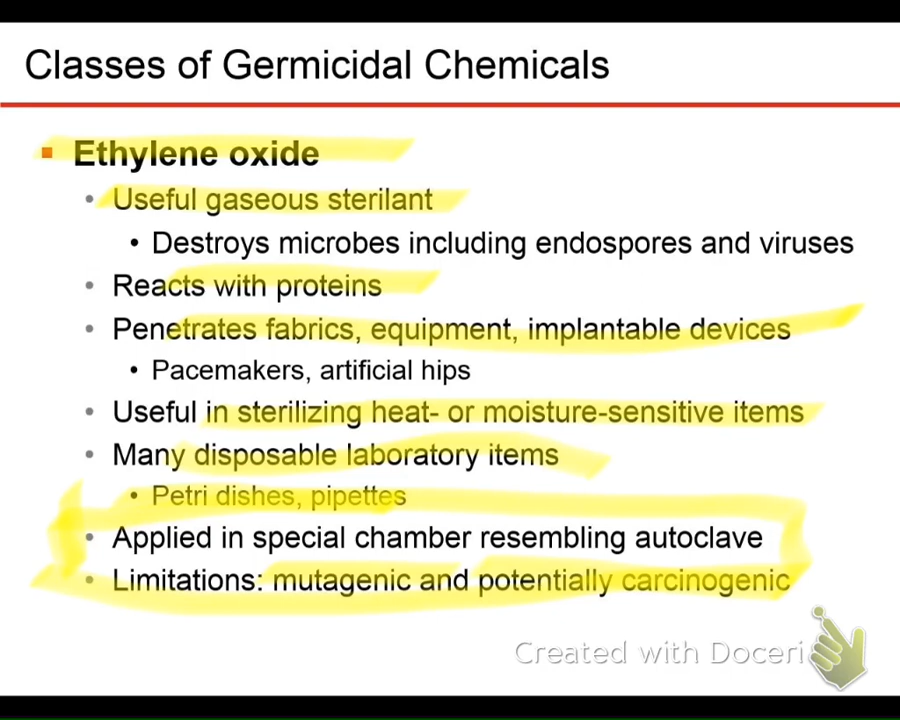 Classes of Germicidal Chemicals
▪ Ethylene oxide
• Useful gaseous sterilant
• Destroys microbes including endospores and viruses
• Reacts with proteins
• Penetrates fabrics, equipment, implantable devices
• Pacemakers, artificial hips
• Useful in sterilizing heat- or moisture-sensitive items
• Many disposable laboratory items
• Petri dishes, pipettes
• Applied in special chamber resembling autoclave
• Limitations: mutagenic and potentially carcinogenic
Created with Doceri